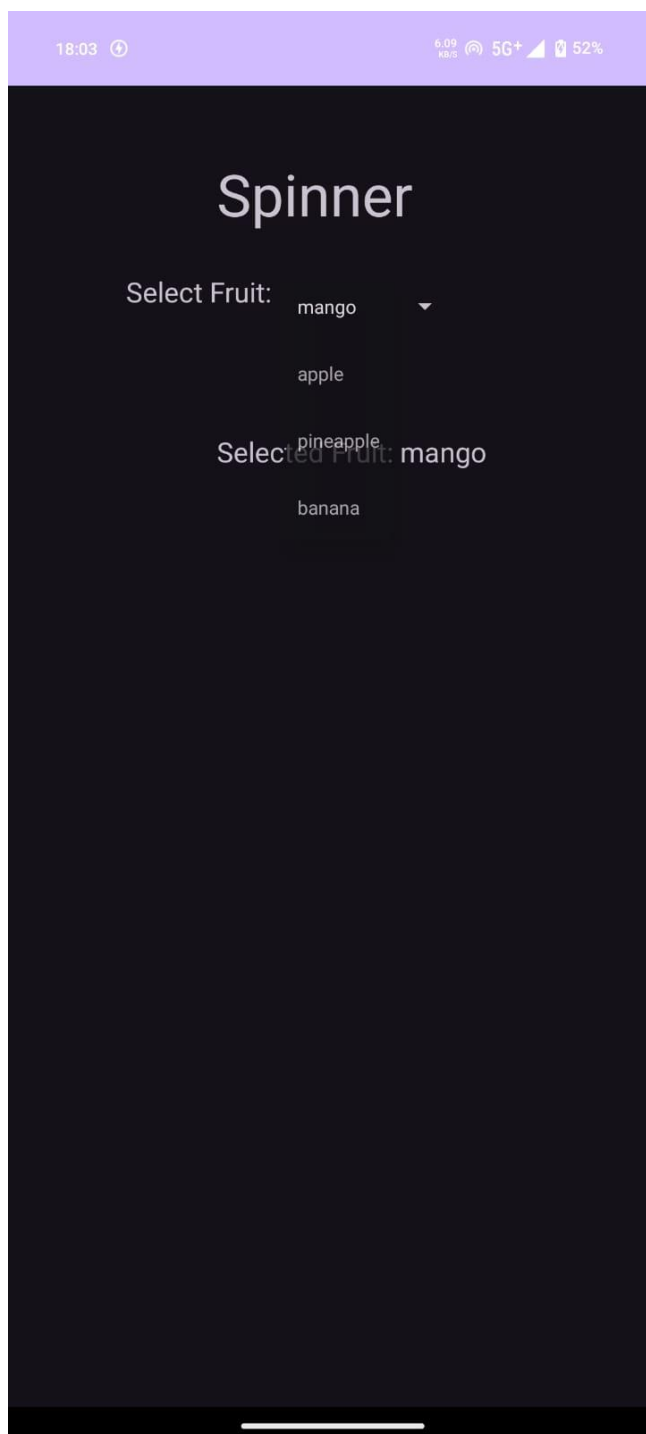 18:03 6.09 KB/S 5G+ 52%
Spinner
Select Fruit: mango
apple
pineapple
Selected Fruit: mango
banana